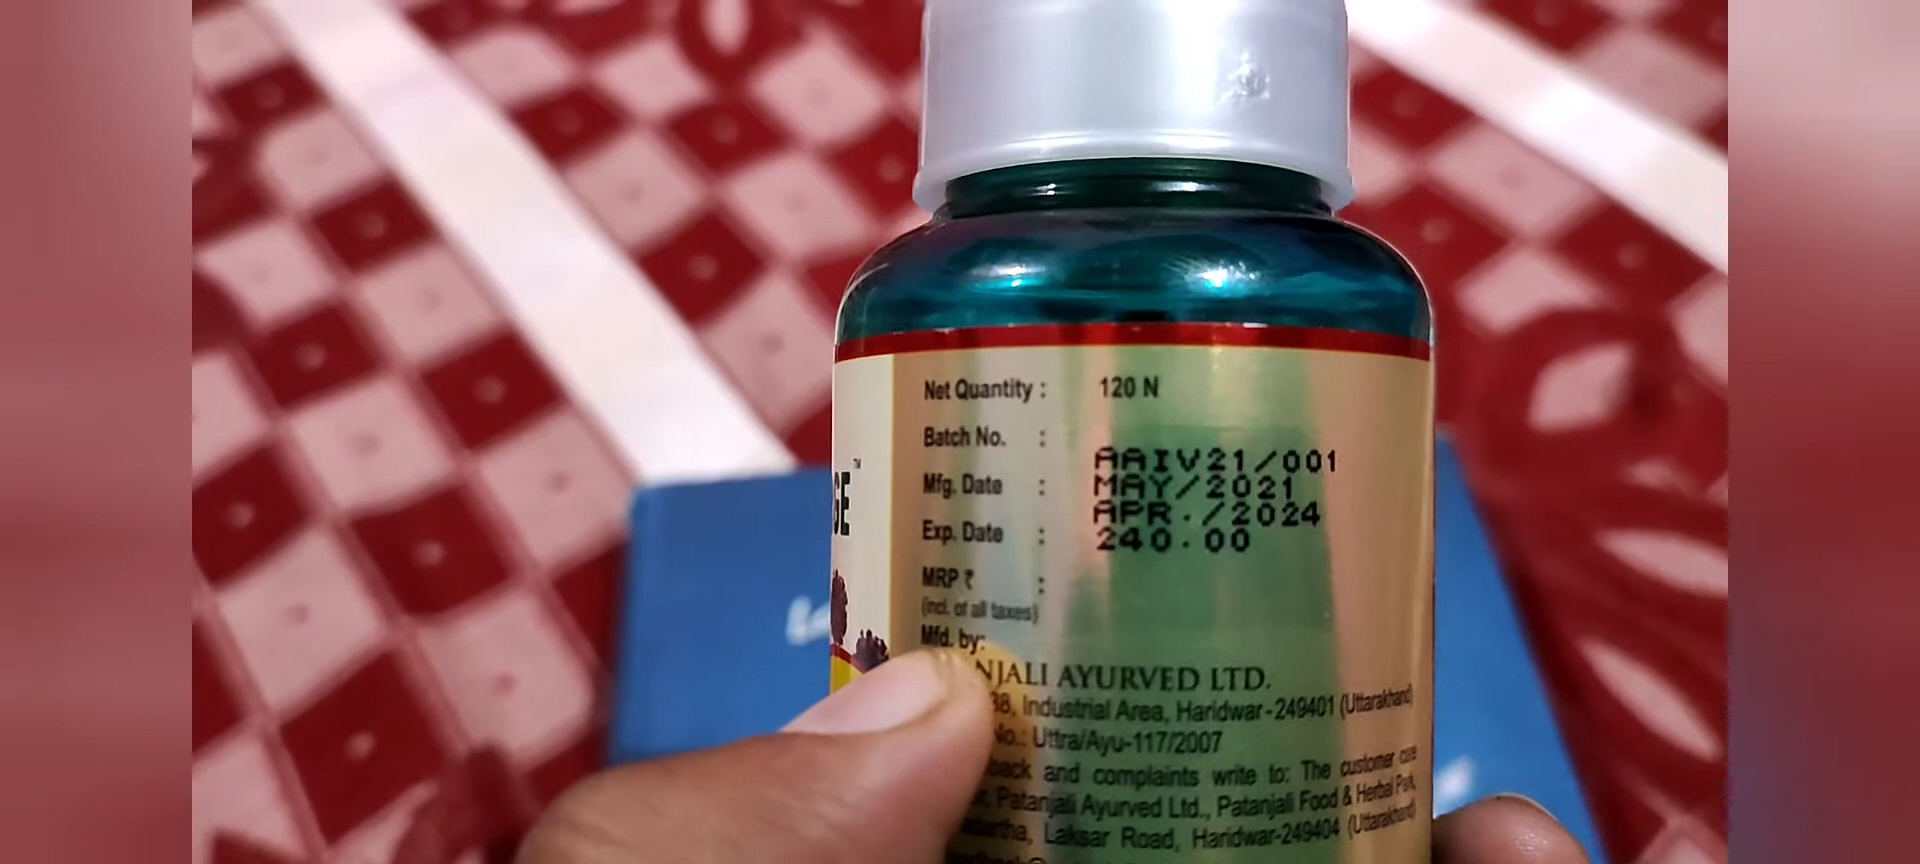 Net Quantity : 120 N
Batch No. : AAIV21/001
Mfg. Date : MAY/2021
Exp. Date : APR./2024
MRP ₹ : 240.00
(incl. of all taxes)
Mfd. by:
NJALI AYURVED LTD.
38, Industrial Area, Haridwar-249401 (Uttarakhand)
No.: Uttra/Ayu-117/2007
back and complaints write to: The customer care
Patanjali Ayurved Ltd., Patanjali Food & Herbal Park,
Laksar Road, Haridwar-249404 (Uttarakhand)
GE™